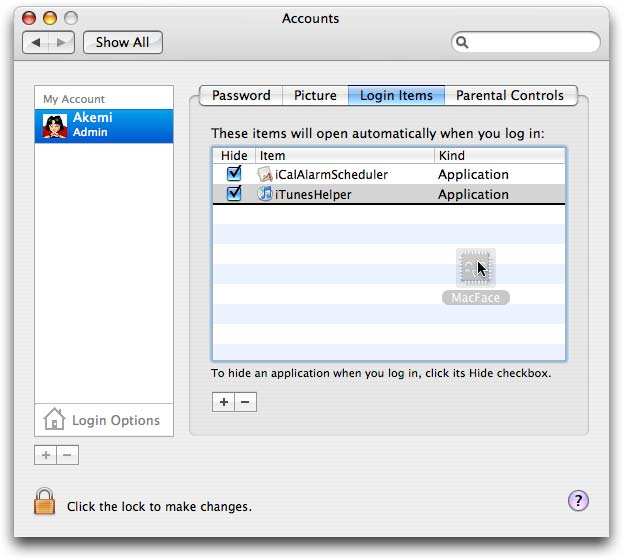 Accounts
Show All
My Account
Akemi
Admin
Login Options
Password Picture Login Items Parental Controls
These items will open automatically when you log in:
Hide Item Kind
iCalAlarmScheduler Application
iTunesHelper Application
MacFace
To hide an application when you log in, click its Hide checkbox.
+ −
+ −
Click the lock to make changes.
?